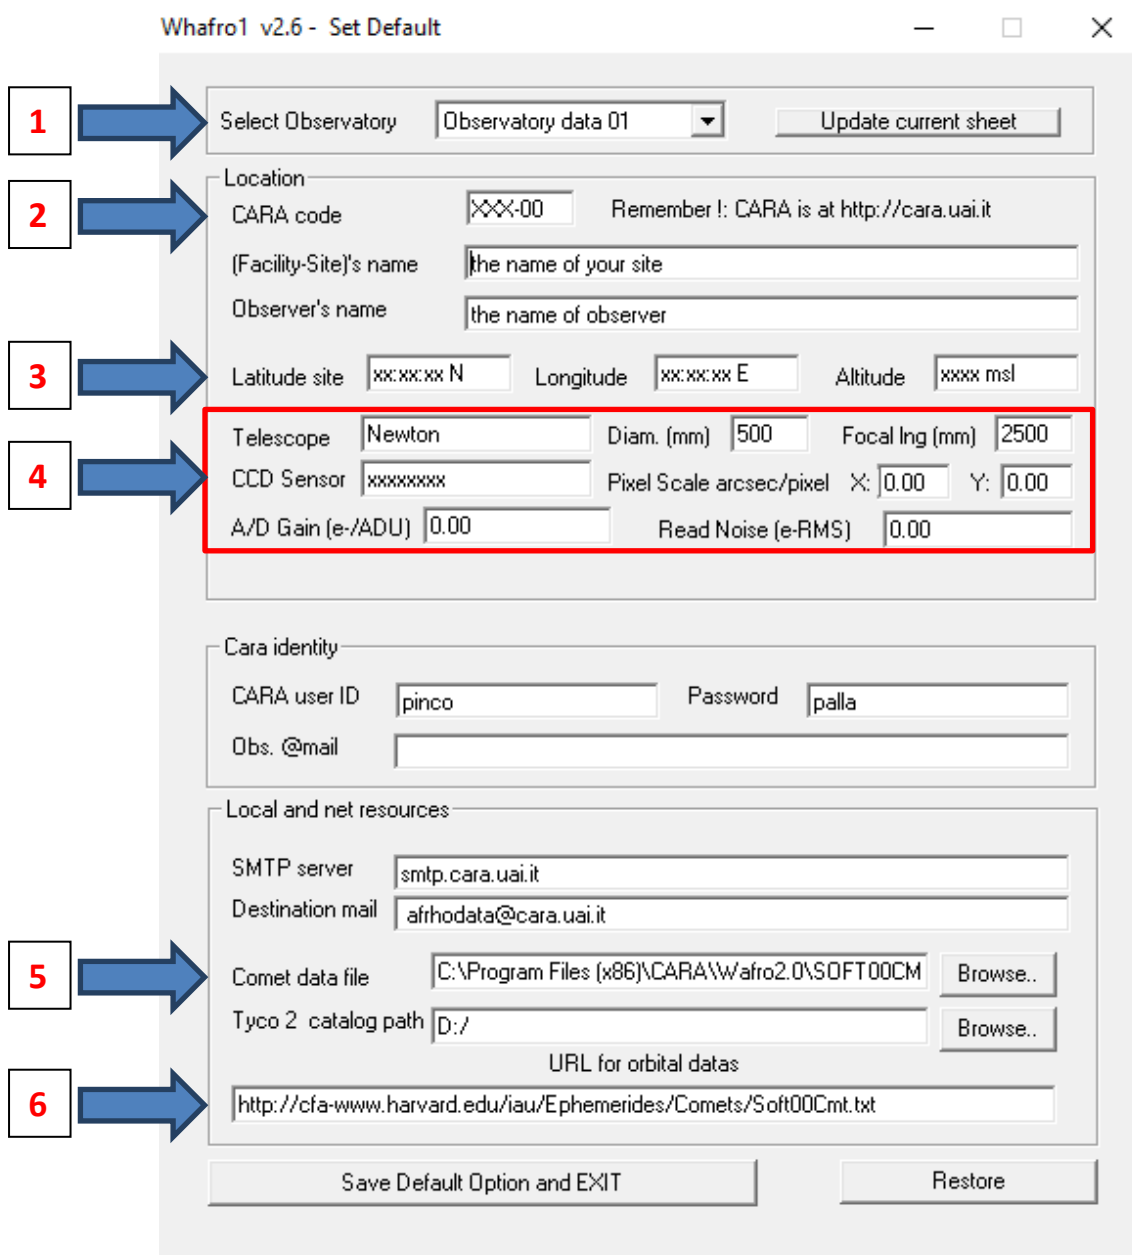 Whafro1 v2.6 - Set Default
1
Select Observatory Observatory data 01 Update current sheet
Location
2
CARA code XXX-00 Remember !: CARA is at http://cara.uai.it
(Facility-Site)'s name the name of your site
Observer's name the name of observer
3
Latitude site xx:xx:xx N Longitude xx:xx:xx E Altitude xxxx msl
4
Telescope Newton Diam. (mm) 500 Focal lng (mm) 2500
CCD Sensor xxxxxxxx Pixel Scale arcsec/pixel X: 0.00 Y: 0.00
A/D Gain (e-/ADU) 0.00 Read Noise (e-RMS) 0.00
Cara identity
CARA user ID pinco Password palla
Obs. @mail
Local and net resources
SMTP server smtp.cara.uai.it
Destination mail afrhodata@cara.uai.it
5
Comet data file C:\Program Files (x86)\CARA\Wafro2.0\SOFT00CM Browse..
Tyco 2 catalog path D:/ Browse..
URL for orbital datas
6
http://cfa-www.harvard.edu/iau/Ephemerides/Comets/Soft00Cmt.txt
Save Default Option and EXIT Restore